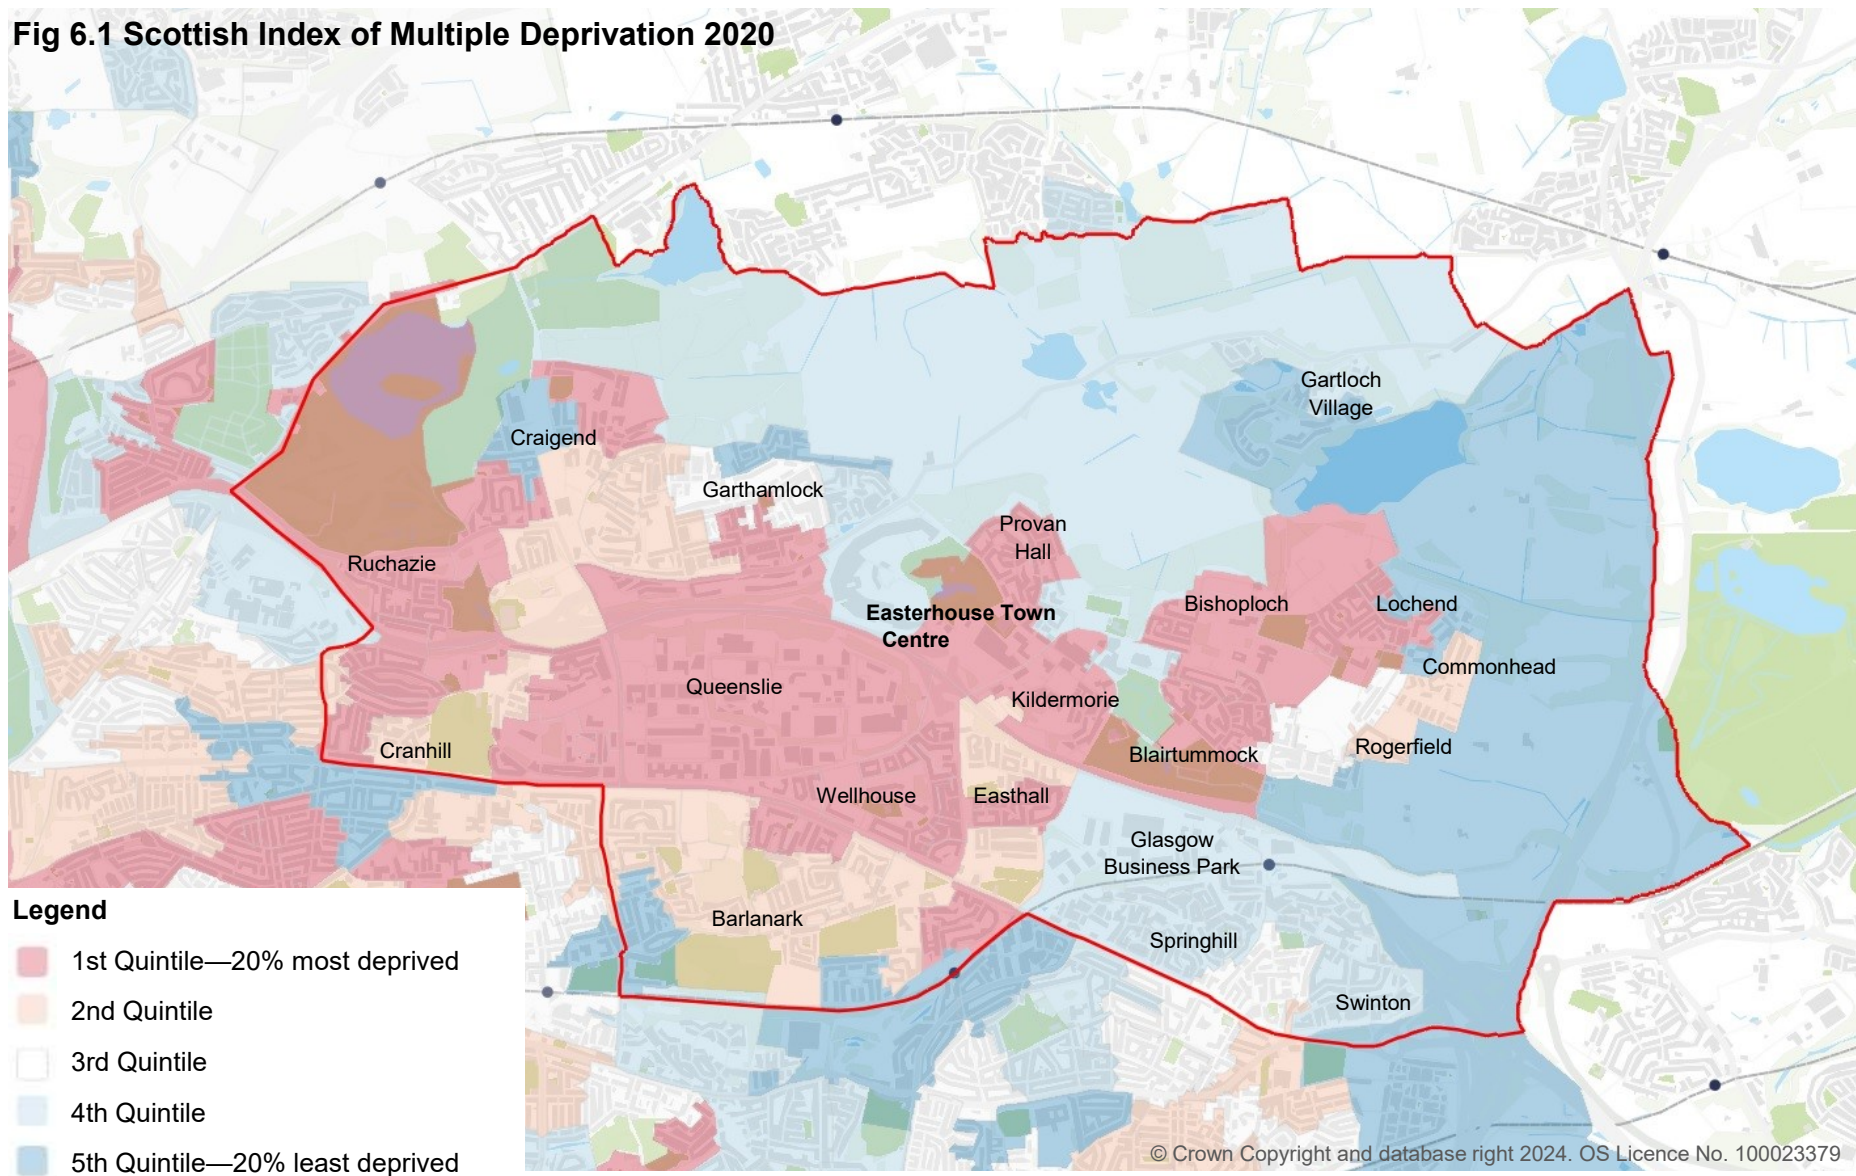 Fig 6.1 Scottish Index of Multiple Deprivation 2020
Gartloch
Village
Craigend
Garthamlock
Provan
Hall
Ruchazie
Easterhouse Town
Centre
Bishoploch
Lochend
Commonhead
Queenslie
Kildermorie
Cranhill
Blairtummock
Rogerfield
Wellhouse
Easthall
Glasgow
Business Park
Barlanark
Springhill
Swinton
Legend
1st Quintile—20% most deprived
2nd Quintile
3rd Quintile
4th Quintile
5th Quintile—20% least deprived
© Crown Copyright and database right 2024. OS Licence No. 100023379